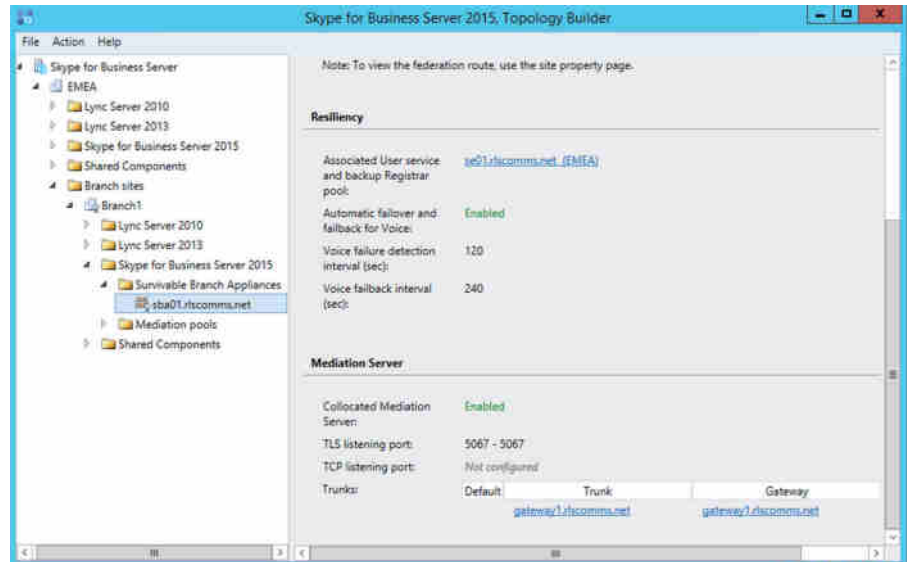 Skype for Business Server 2015, Topology Builder
File Action Help
Skype for Business Server
EMEA
Lync Server 2010
Lync Server 2013
Skype for Business Server 2015
Shared Components
Branch sites
Branch1
Lync Server 2010
Lync Server 2013
Skype for Business Server 2015
Survivable Branch Appliances
sba01.rlscomms.net
Mediation pools
Shared Components
Note: To view the federation route, use the site property page.
Resiliency
Associated User service
and backup Registrar
pool:
se01.rlscomms.net (EMEA)
Automatic failover and
failback for Voice:
Enabled
Voice failure detection
interval (sec):
120
Voice failback interval
(sec):
240
Mediation Server
Collocated Mediation
Server:
Enabled
TLS listening port: 5067 - 5067
TCP listening port: Not configured
Trunks: Default Trunk Gateway
gateway1.rlscomms.net gateway1.rlscomms.net